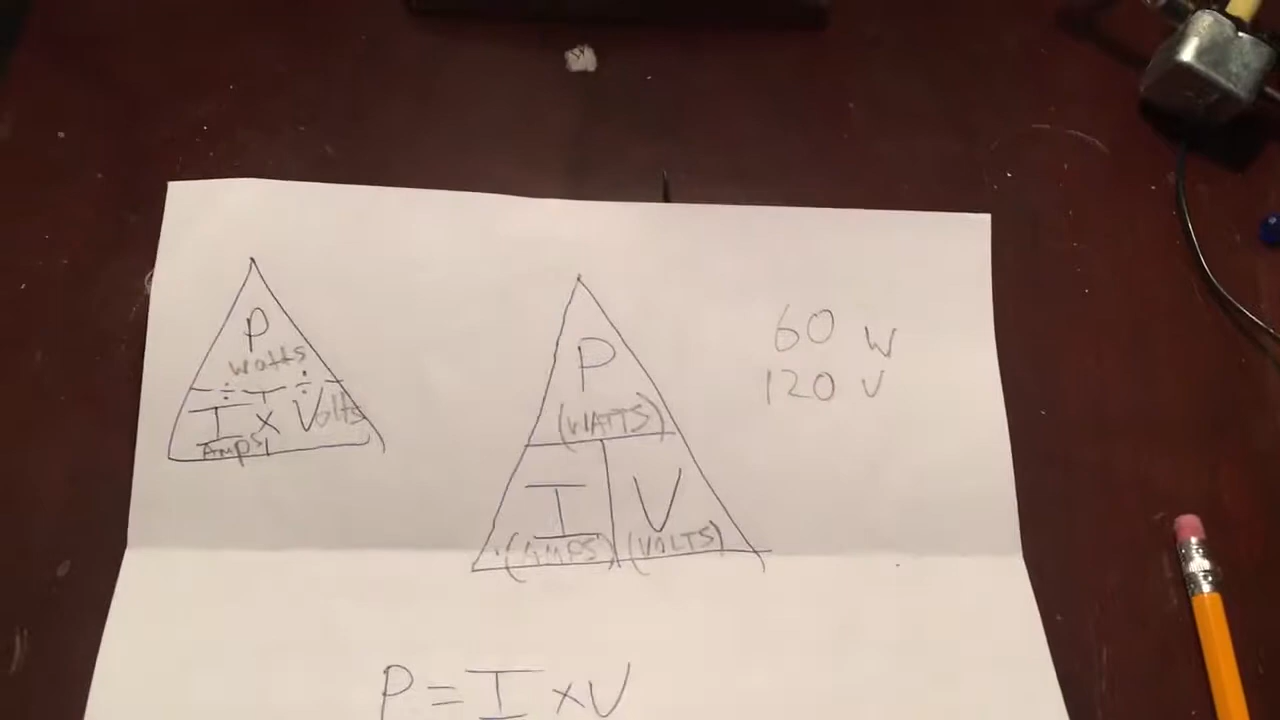 P
watts
÷ ÷
I x Volts
AMPS
P
(WATTS)
I V
(AMPS) (VOLTS)
60 W
120 V
P = I x V